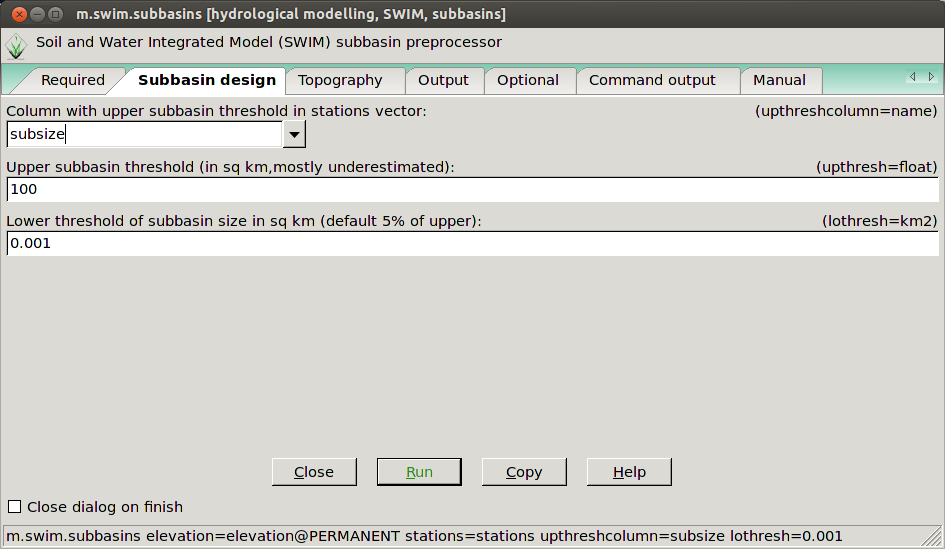 m.swim.subbasins [hydrological modelling, SWIM, subbasins]
Soil and Water Integrated Model (SWIM) subbasin preprocessor
Required Subbasin design Topography Output Optional Command output Manual
Column with upper subbasin threshold in stations vector: (upthreshcolumn=name)
subsize
Upper subbasin threshold (in sq km,mostly underestimated): (upthresh=float)
100
Lower threshold of subbasin size in sq km (default 5% of upper): (lothresh=km2)
0.001
Close Run Copy Help
Close dialog on finish
m.swim.subbasins elevation=elevation@PERMANENT stations=stations upthreshcolumn=subsize lothresh=0.001